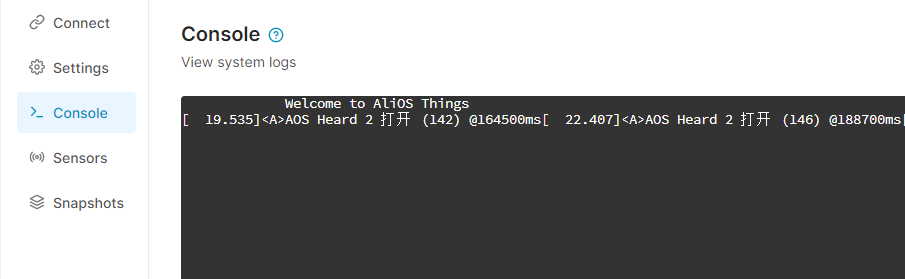 Connect
Settings
Console
Sensors
Snapshots
Console
View system logs
Welcome to AliOS Things
[  19.535]<A>AOS Heard 2 打开 (142) @164500ms[  22.407]<A>AOS Heard 2 打开 (146) @188700ms[